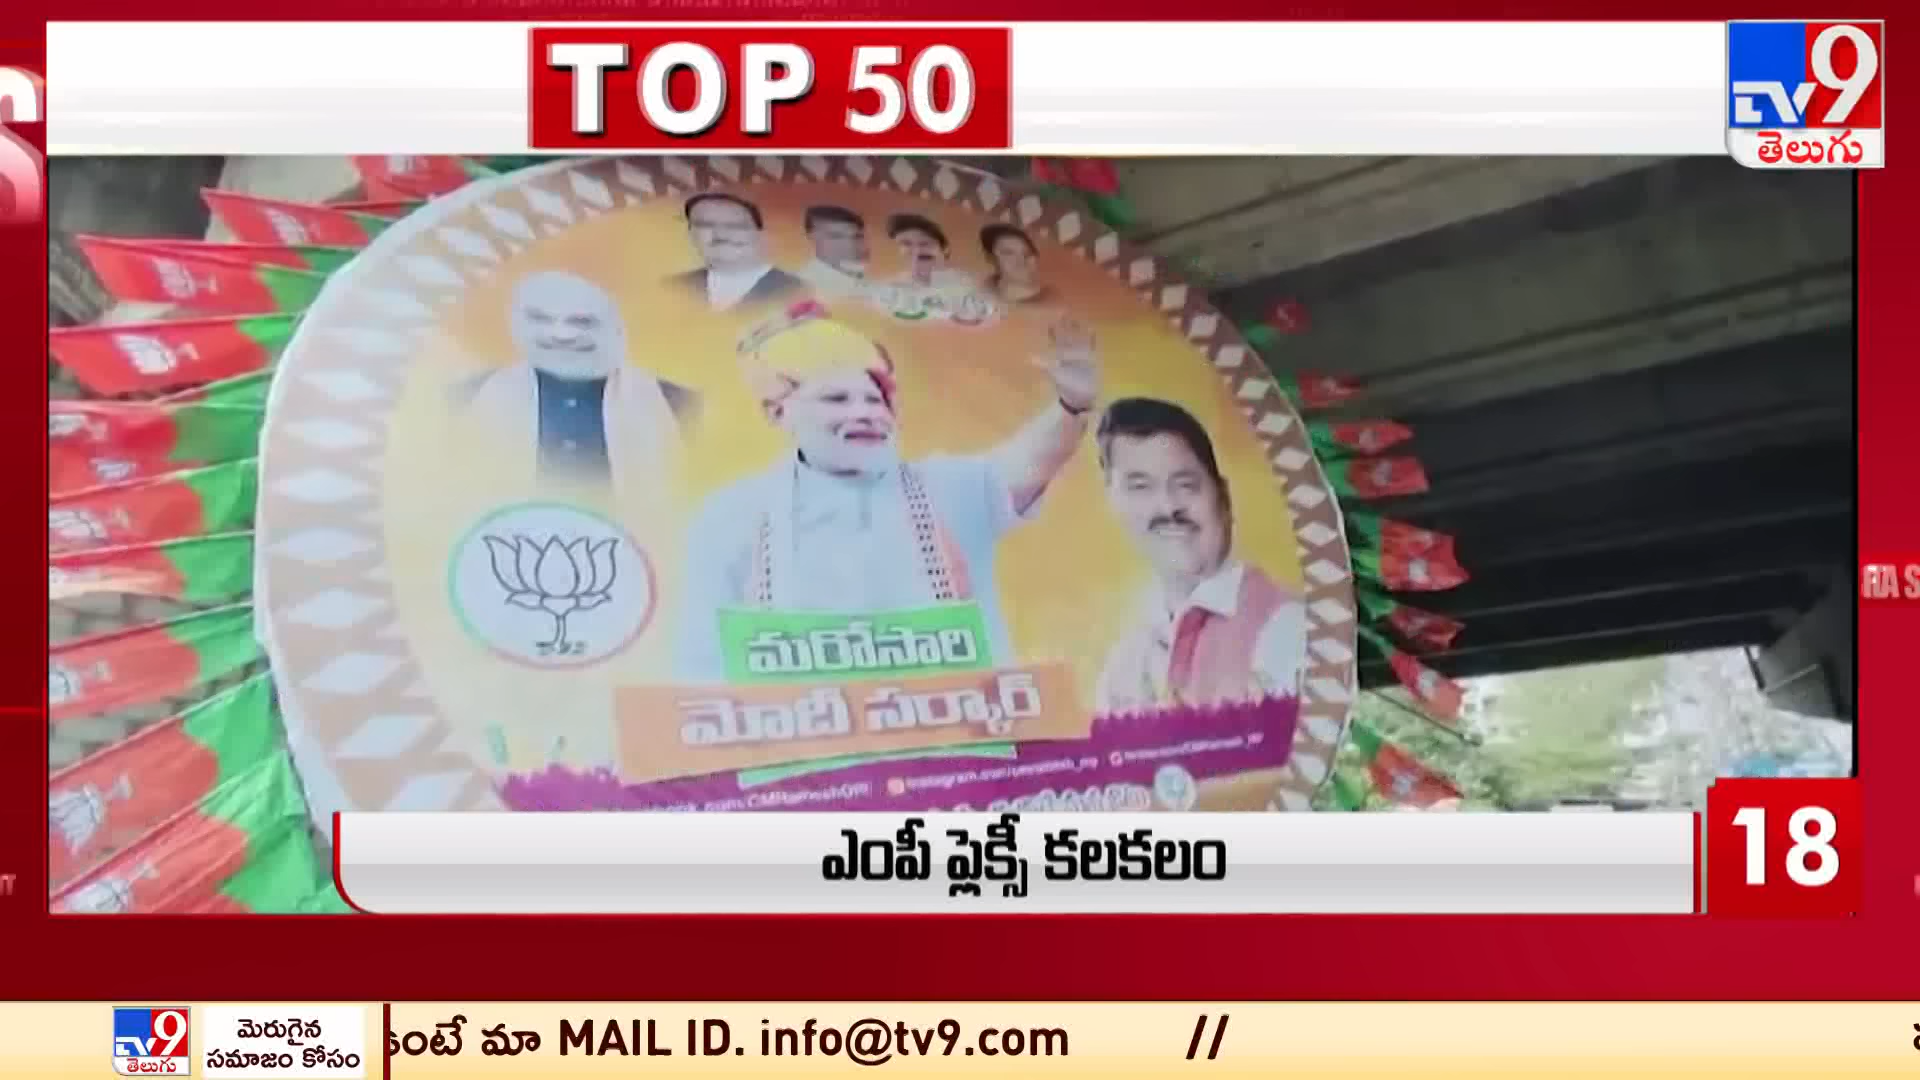 TOP 50
TV9
తెలుగు
మరోసారి
మోదీ సర్కార్
ఎంపీ ఫ్లెక్సీ కలకలం
18
TV9
తెలుగు
మెరుగైన
సమాజం కోసం
కంటే మా MAIL ID. info@tv9.com //